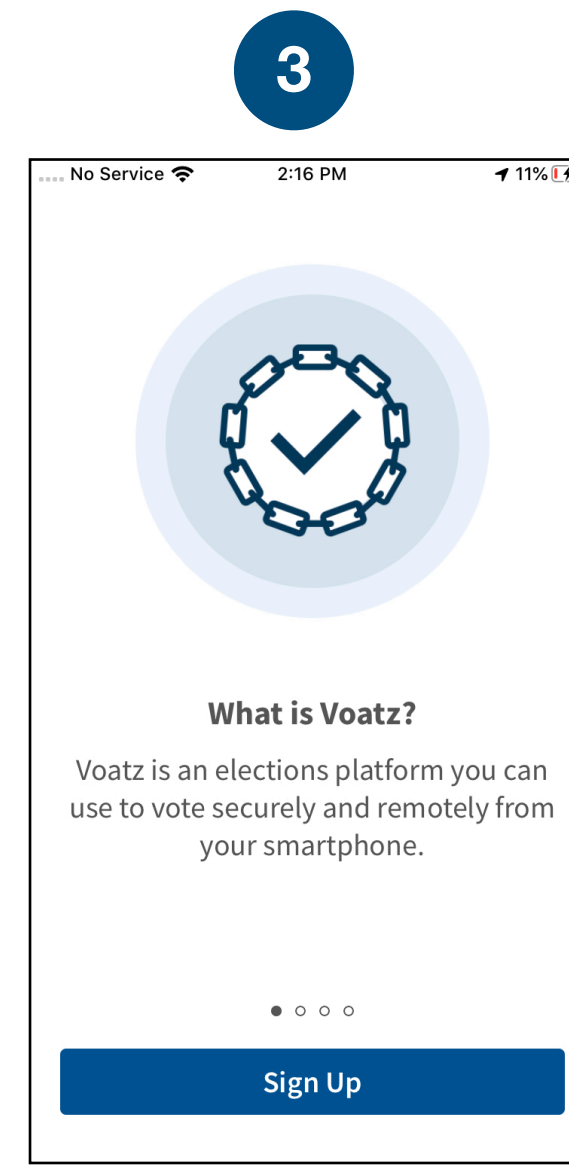 3
No Service 2:16 PM 11%
What is Voatz?
Voatz is an elections platform you can
use to vote securely and remotely from
your smartphone.
Sign Up